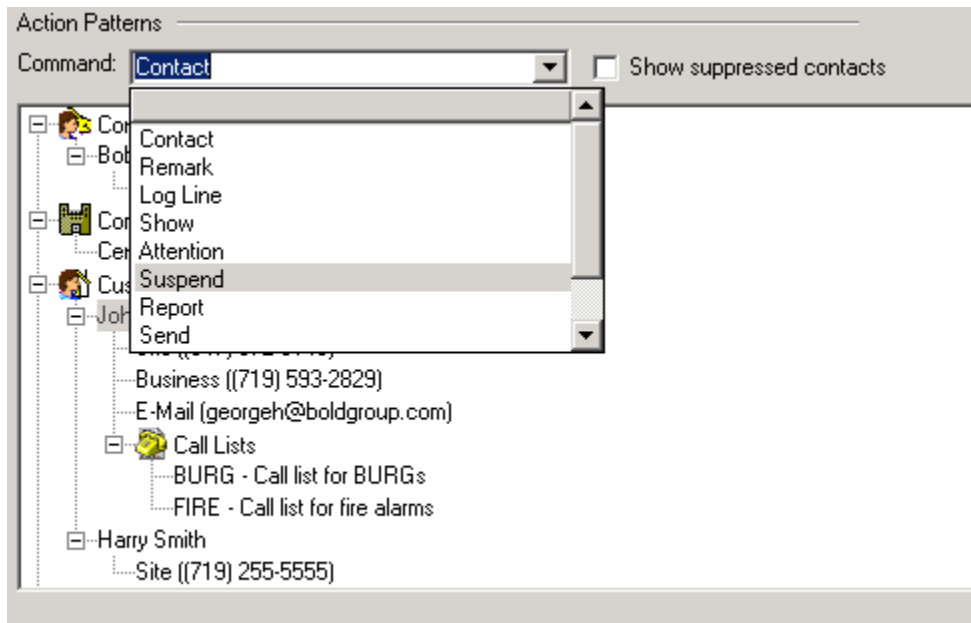 Action Patterns
Command: Contact Show suppressed contacts
Contact
Remark
Log Line
Show
Attention
Suspend
Report
Send
Business ((719) 593-2829)
E-Mail (georgeh@boldgroup.com)
Call Lists
BURG - Call list for BURGs
FIRE - Call list for fire alarms
Harry Smith
Site ((719) 255-5555)